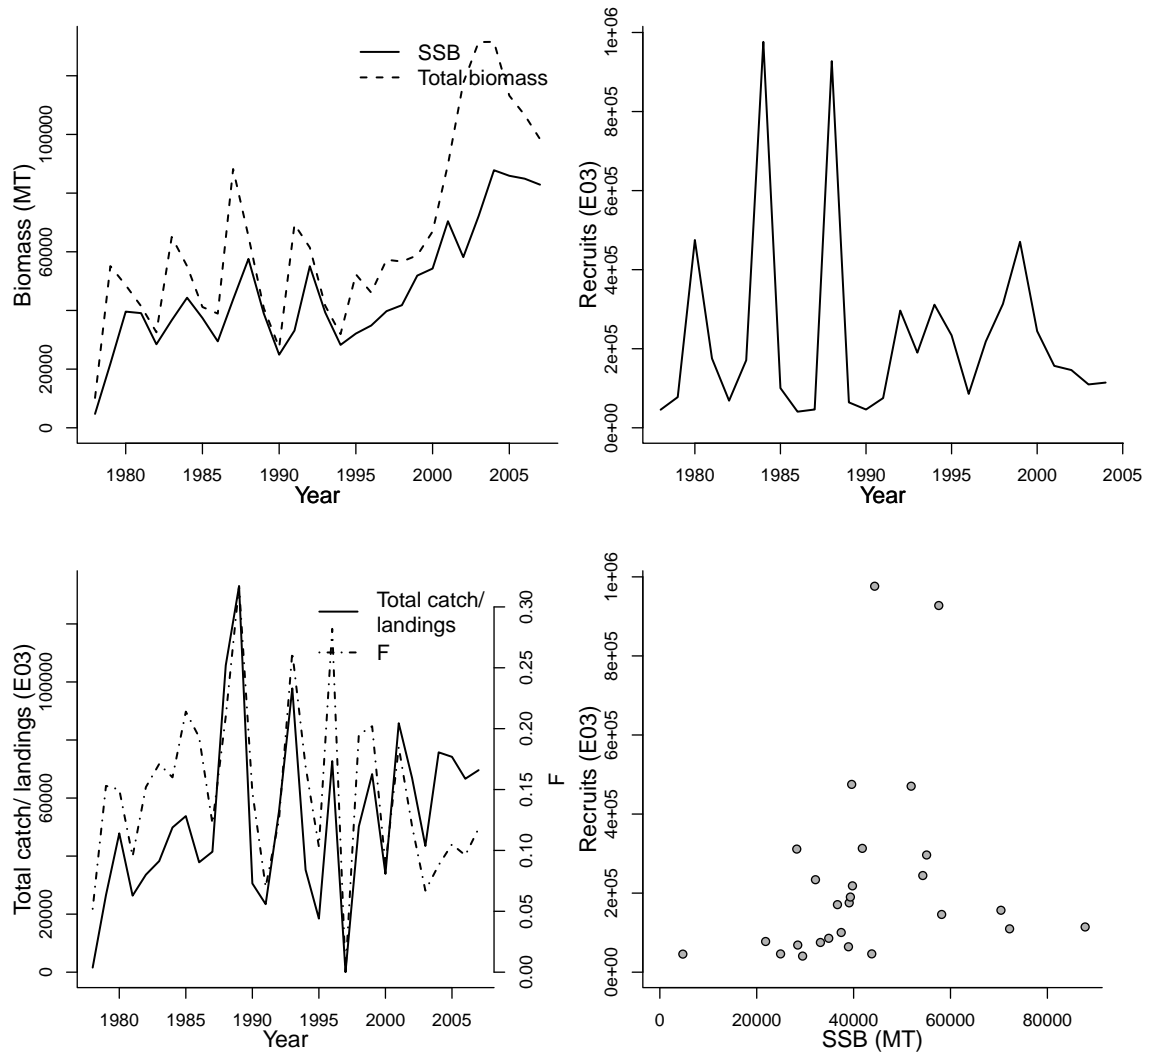 SSB
Total biomass
Biomass (MT)
0
20000
60000
100000
1980 1985 1990 1995 2000 2005
Year
Recruits (E03)
0e+00
2e+05
4e+05
6e+05
8e+05
1e+06
1980 1985 1990 1995 2000 2005
Year
Total catch/
landings
F
Total catch/ landings (E03)
0
20000
60000
100000
0.00
0.05
0.10
0.15
0.20
0.25
0.30
F
1980 1985 1990 1995 2000 2005
Year
Recruits (E03)
0e+00
2e+05
4e+05
6e+05
8e+05
1e+06
0 20000 40000 60000 80000
SSB (MT)